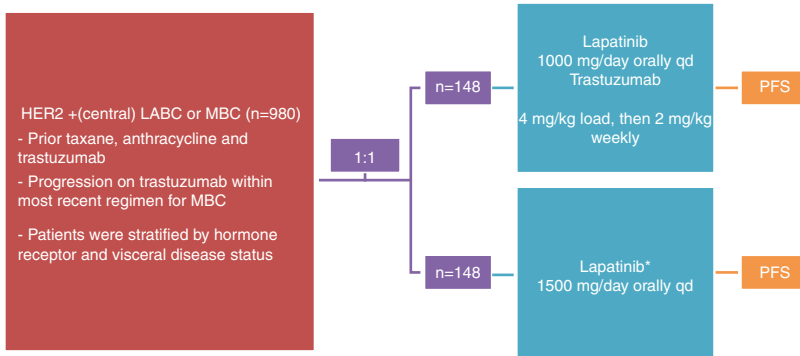 HER2 +(central) LABC or MBC (n=980)
- Prior taxane, anthracycline and
trastuzumab
- Progression on trastuzumab within
most recent regimen for MBC
- Patients were stratified by hormone
receptor and visceral disease status
1:1
n=148
Lapatinib
1000 mg/day orally qd
Trastuzumab
4 mg/kg load, then 2 mg/kg
weekly
PFS
n=148
Lapatinib*
1500 mg/day orally qd
PFS